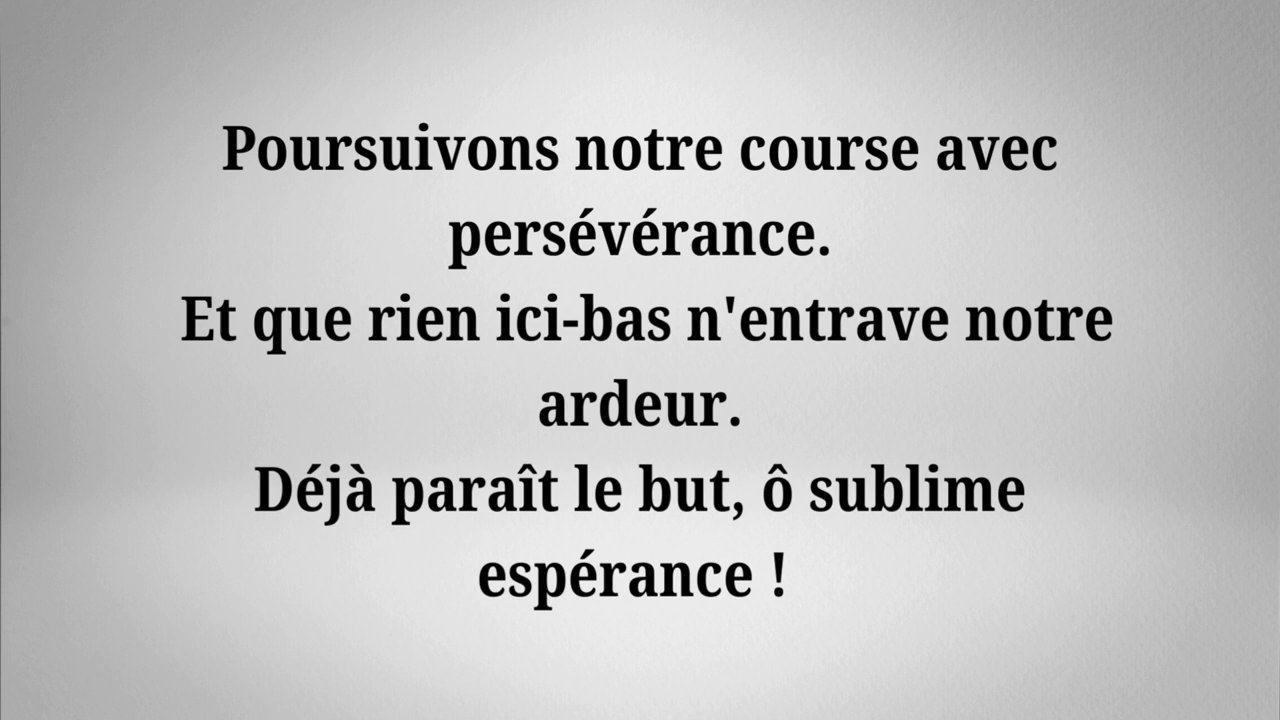 Poursuivons notre course avec
persévérance.
Et que rien ici-bas n'entrave notre
ardeur.
Déjà paraît le but, ô sublime
espérance !